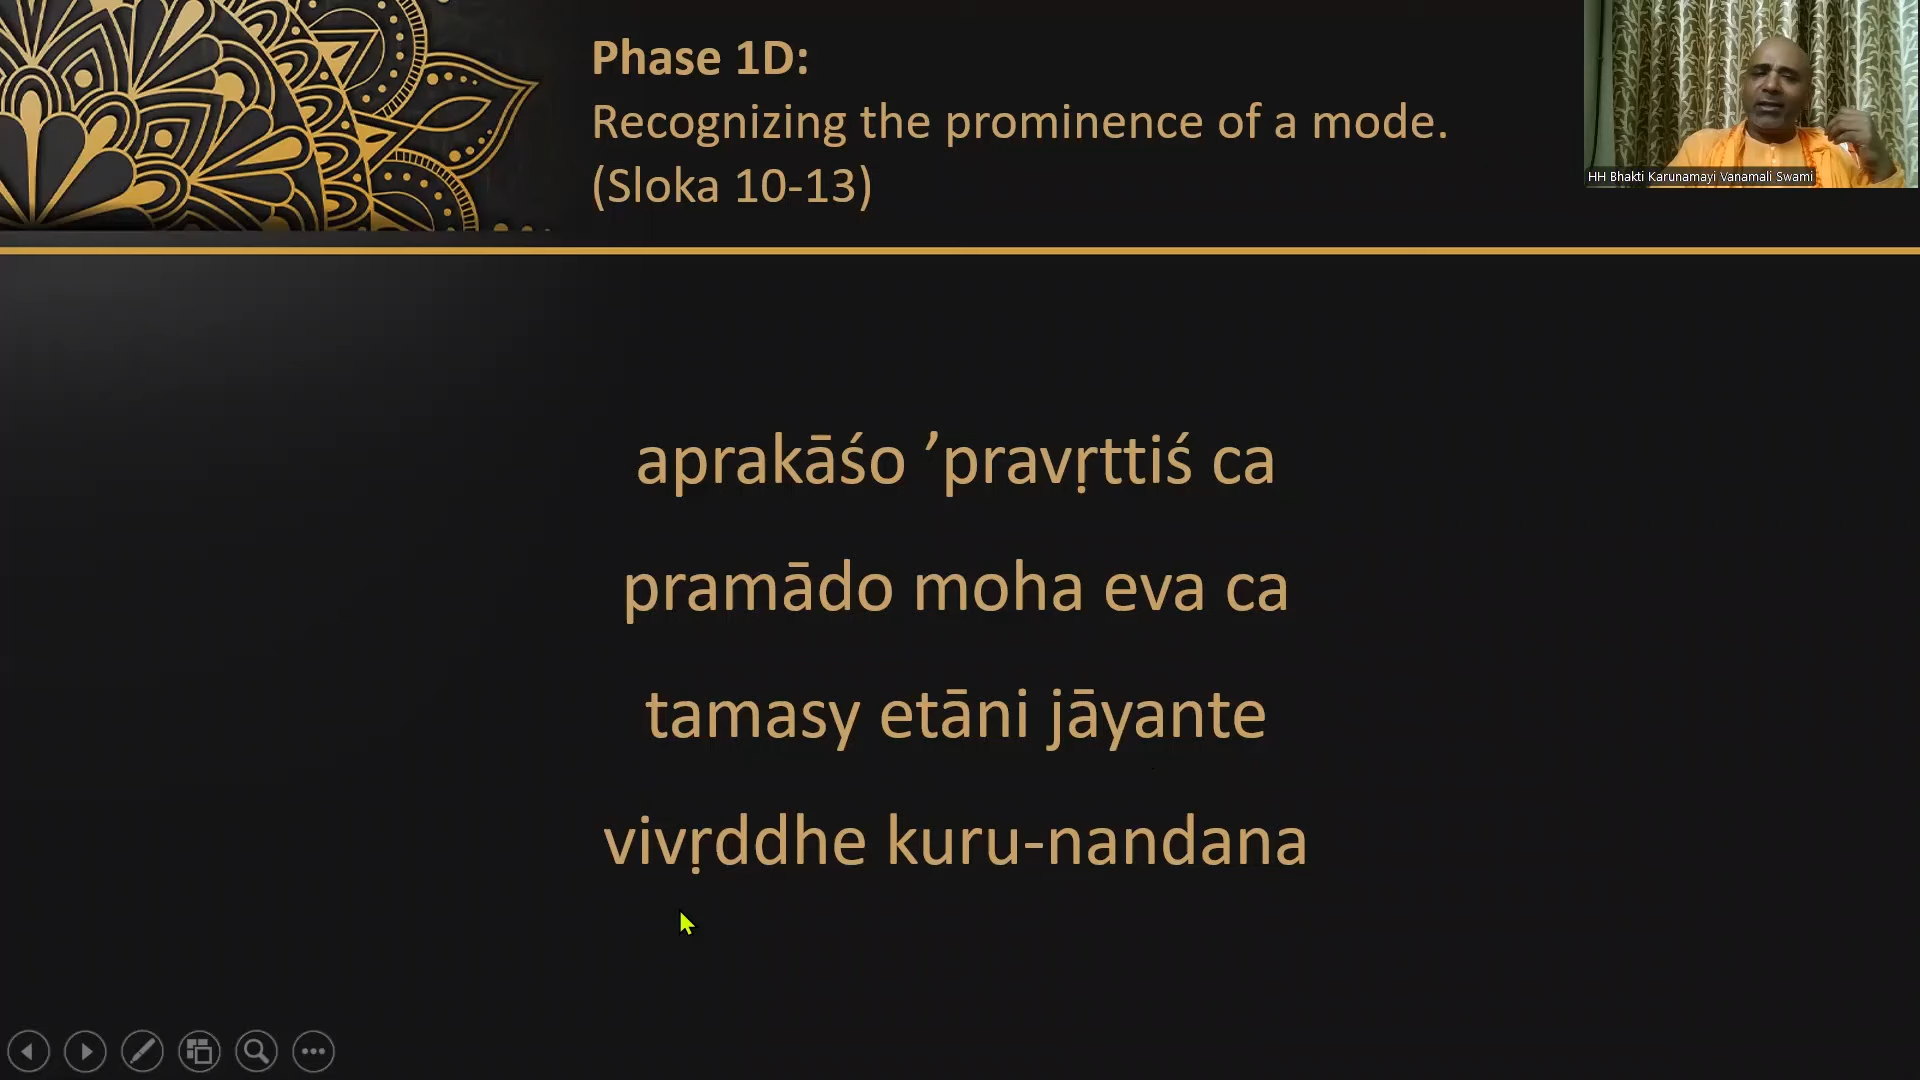 Phase 1D:
Recognizing the prominence of a mode.
(Sloka 10-13)
HH Bhakti Karunamayi Vanamali Swami
aprakāśo ’pravṛttiś ca
pramādo moha eva ca
tamasy etāni jāyante
vivṛddhe kuru-nandana